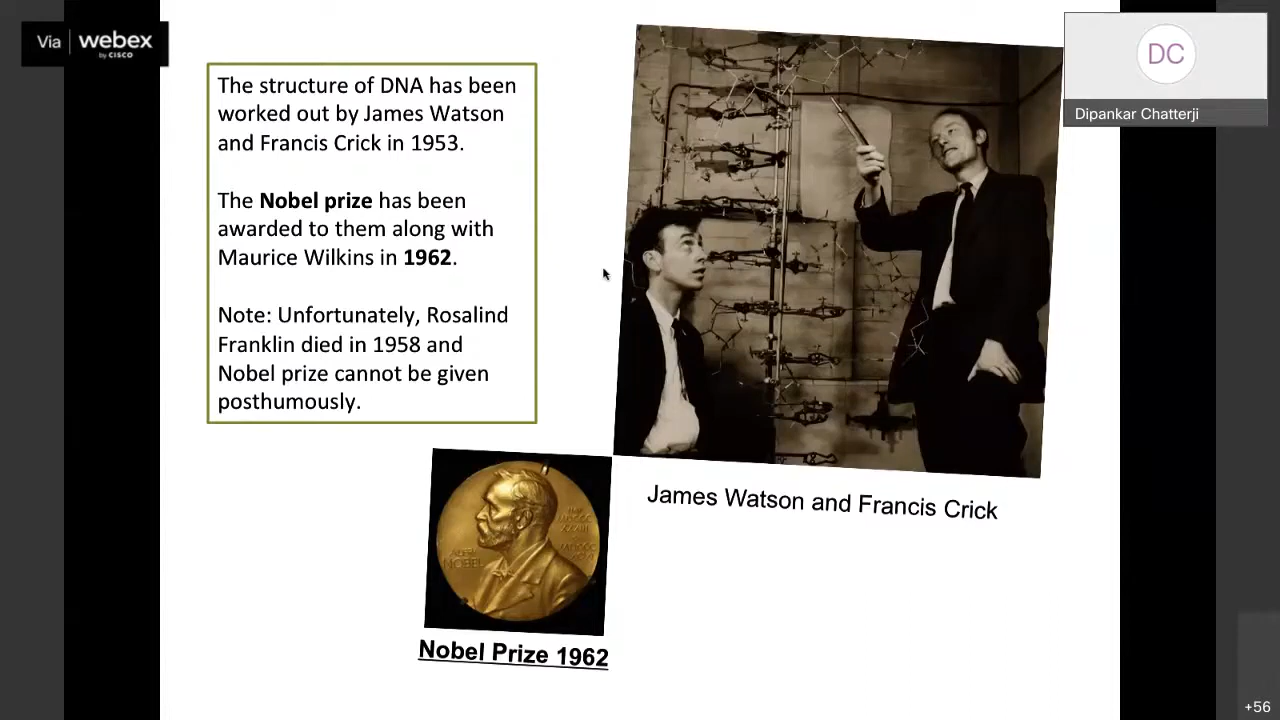 Via webex
by CISCO
The structure of DNA has been
worked out by James Watson
and Francis Crick in 1953.
The Nobel prize has been
awarded to them along with
Maurice Wilkins in 1962.
Note: Unfortunately, Rosalind
Franklin died in 1958 and
Nobel prize cannot be given
posthumously.
DC
Dipankar Chatterji
James Watson and Francis Crick
NOBEL
Nobel Prize 1962
+56